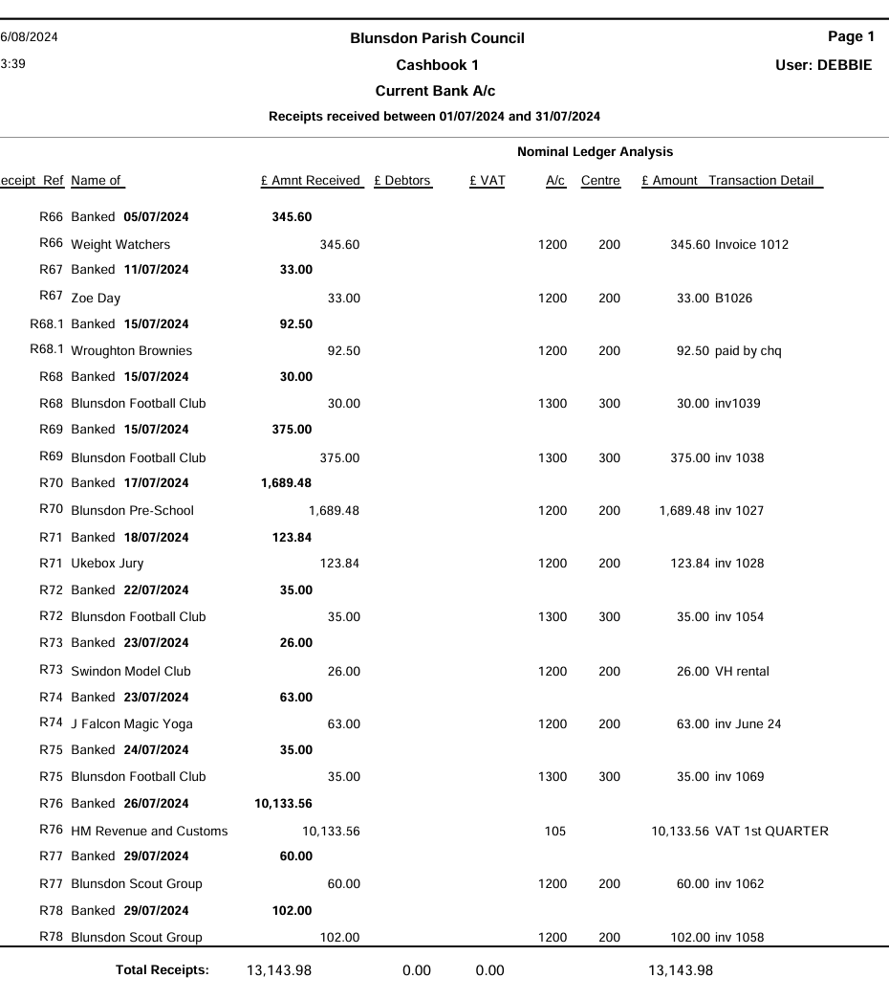 6/08/2024 Blunsdon Parish Council Page 1
3:39 Cashbook 1 User: DEBBIE
Current Bank A/c
Receipts received between 01/07/2024 and 31/07/2024
Nominal Ledger Analysis
eceipt Ref Name of £ Amnt Received £ Debtors £ VAT A/c Centre £ Amount Transaction Detail
R66 Banked 05/07/2024 345.60
R66 Weight Watchers 345.60 1200 200 345.60 Invoice 1012
R67 Banked 11/07/2024 33.00
R67 Zoe Day 33.00 1200 200 33.00 B1026
R68.1 Banked 15/07/2024 92.50
R68.1 Wroughton Brownies 92.50 1200 200 92.50 paid by chq
R68 Banked 15/07/2024 30.00
R68 Blunsdon Football Club 30.00 1300 300 30.00 inv1039
R69 Banked 15/07/2024 375.00
R69 Blunsdon Football Club 375.00 1300 300 375.00 inv 1038
R70 Banked 17/07/2024 1,689.48
R70 Blunsdon Pre-School 1,689.48 1200 200 1,689.48 inv 1027
R71 Banked 18/07/2024 123.84
R71 Ukebox Jury 123.84 1200 200 123.84 inv 1028
R72 Banked 22/07/2024 35.00
R72 Blunsdon Football Club 35.00 1300 300 35.00 inv 1054
R73 Banked 23/07/2024 26.00
R73 Swindon Model Club 26.00 1200 200 26.00 VH rental
R74 Banked 23/07/2024 63.00
R74 J Falcon Magic Yoga 63.00 1200 200 63.00 inv June 24
R75 Banked 24/07/2024 35.00
R75 Blunsdon Football Club 35.00 1300 300 35.00 inv 1069
R76 Banked 26/07/2024 10,133.56
R76 HM Revenue and Customs 10,133.56 105 10,133.56 VAT 1st QUARTER
R77 Banked 29/07/2024 60.00
R77 Blunsdon Scout Group 60.00 1200 200 60.00 inv 1062
R78 Banked 29/07/2024 102.00
R78 Blunsdon Scout Group 102.00 1200 200 102.00 inv 1058
Total Receipts: 13,143.98 0.00 0.00 13,143.98